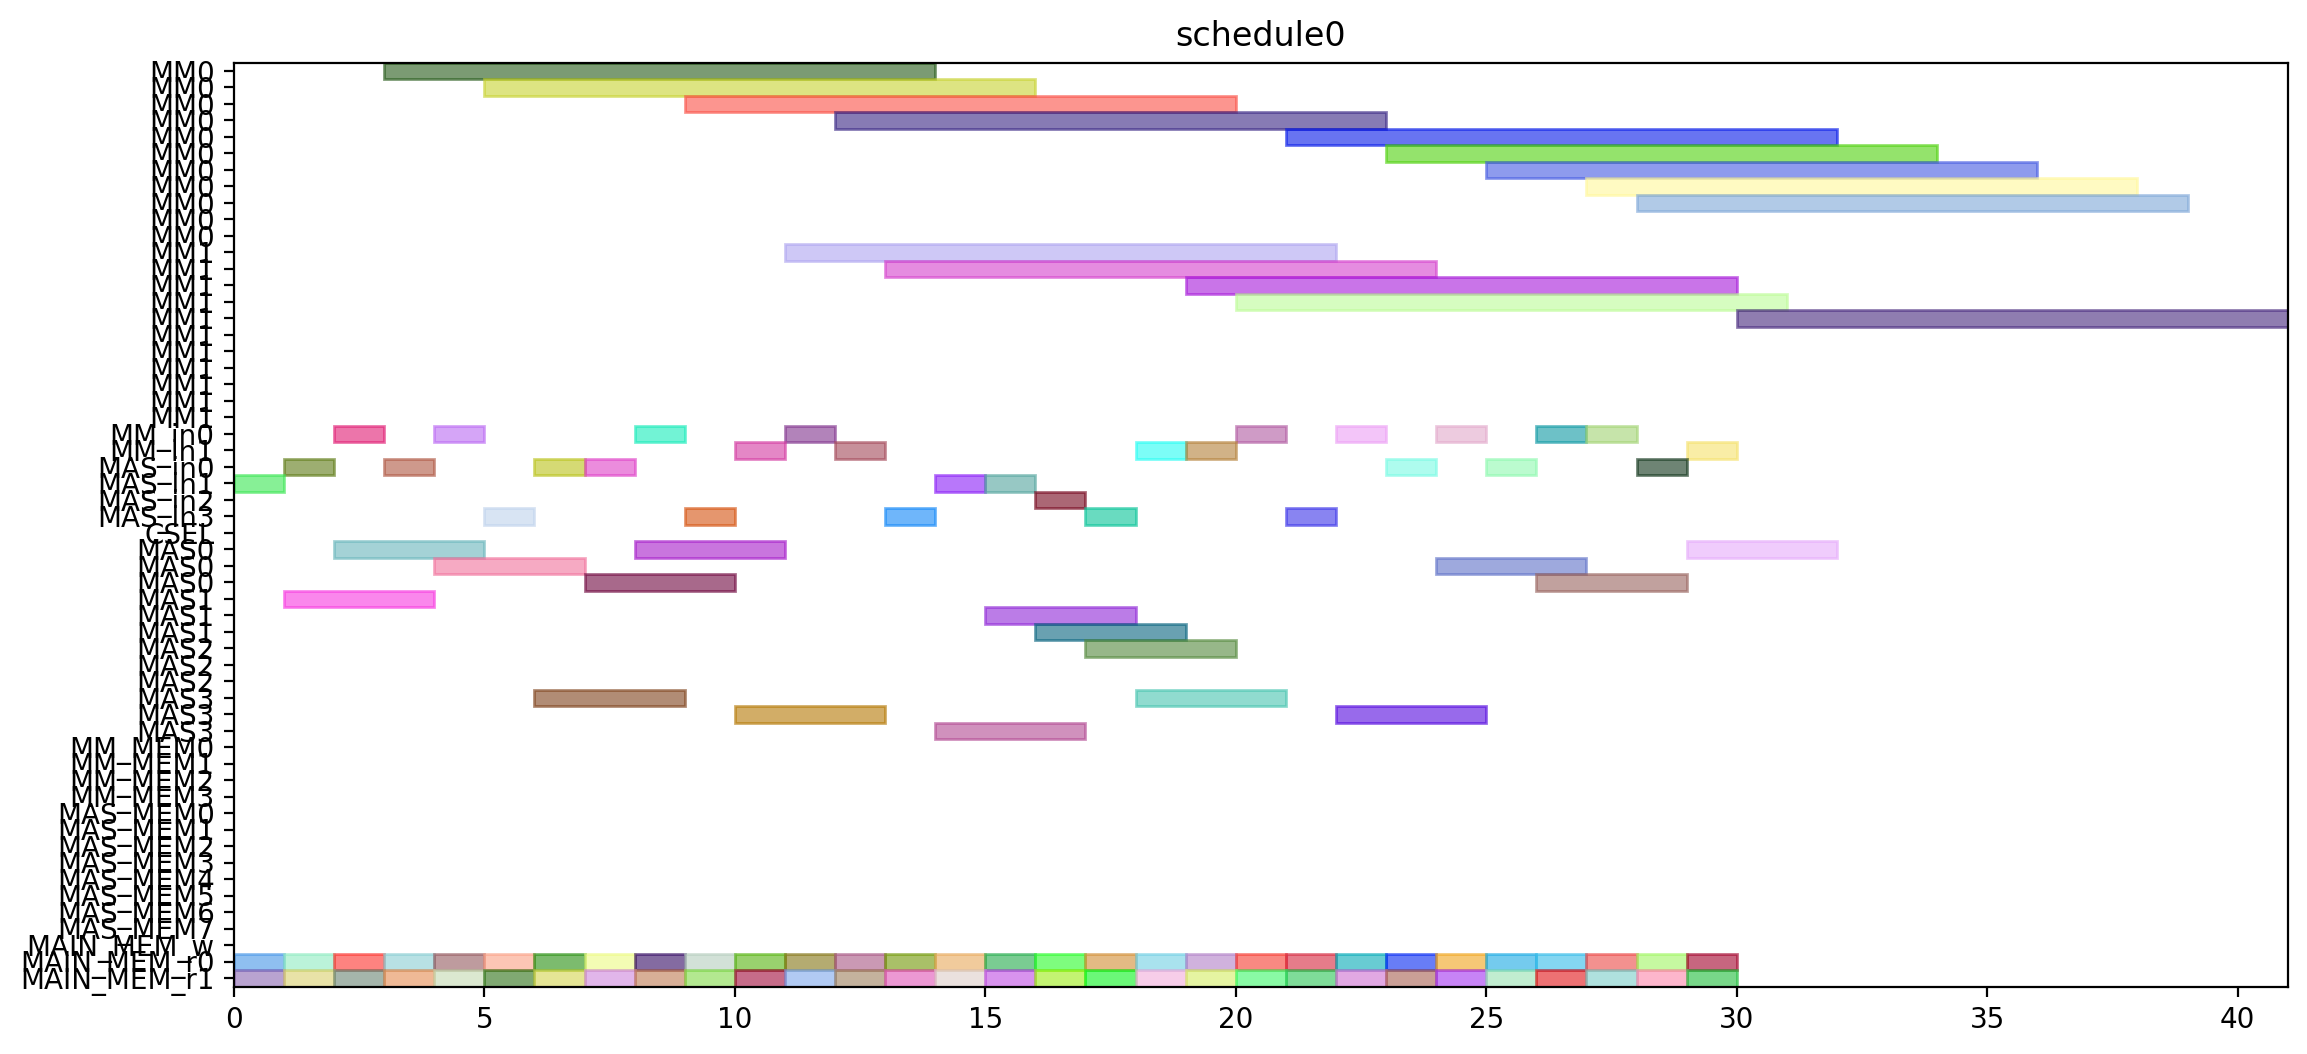 schedule0
MM0
MM0
MM0
MM0
MM0
MM0
MM0
MM0
MM0
MM0
MM0
MM1
MM1
MM1
MM1
MM1
MM1
MM1
MM1
MM1
MM1
MM1
MM_in0
MM_in1
MAS_in0
MAS_in1
MAS_in2
MAS_in3
CSEL
MAS0
MAS0
MAS0
MAS1
MAS1
MAS1
MAS2
MAS2
MAS2
MAS3
MAS3
MAS3
MM_MEM0
MM_MEM1
MM_MEM2
MM_MEM3
MAS_MEM0
MAS_MEM1
MAS_MEM2
MAS_MEM3
MAS_MEM4
MAS_MEM5
MAS_MEM6
MAS_MEM7
MAIN_MEM_w
MAIN_MEM_r0
MAIN_MEM_r1
0 5 10 15 20 25 30 35 40